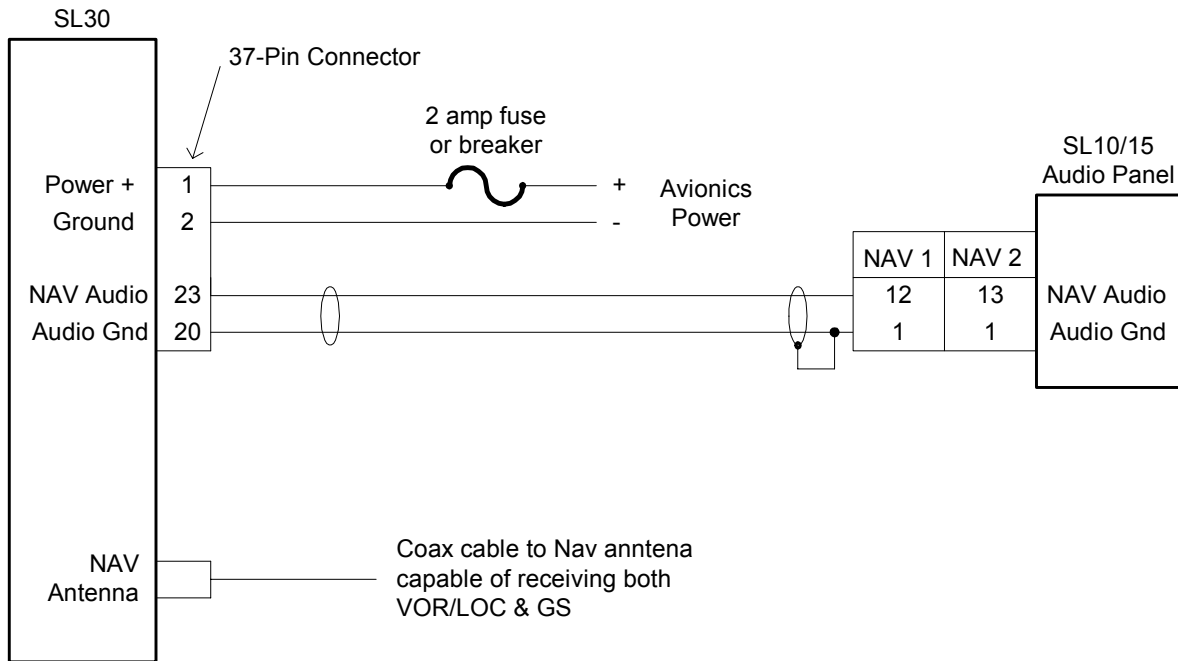 SL30
37-Pin Connector
2 amp fuse
or breaker
SL10/15
Audio Panel
Power + 1
+ Avionics
Power
Ground 2
-
NAV 1 NAV 2
NAV Audio 23
12 13 NAV Audio
Audio Gnd 20
1 1 Audio Gnd
NAV
Antenna
Coax cable to Nav anntena
capable of receiving both
VOR/LOC & GS